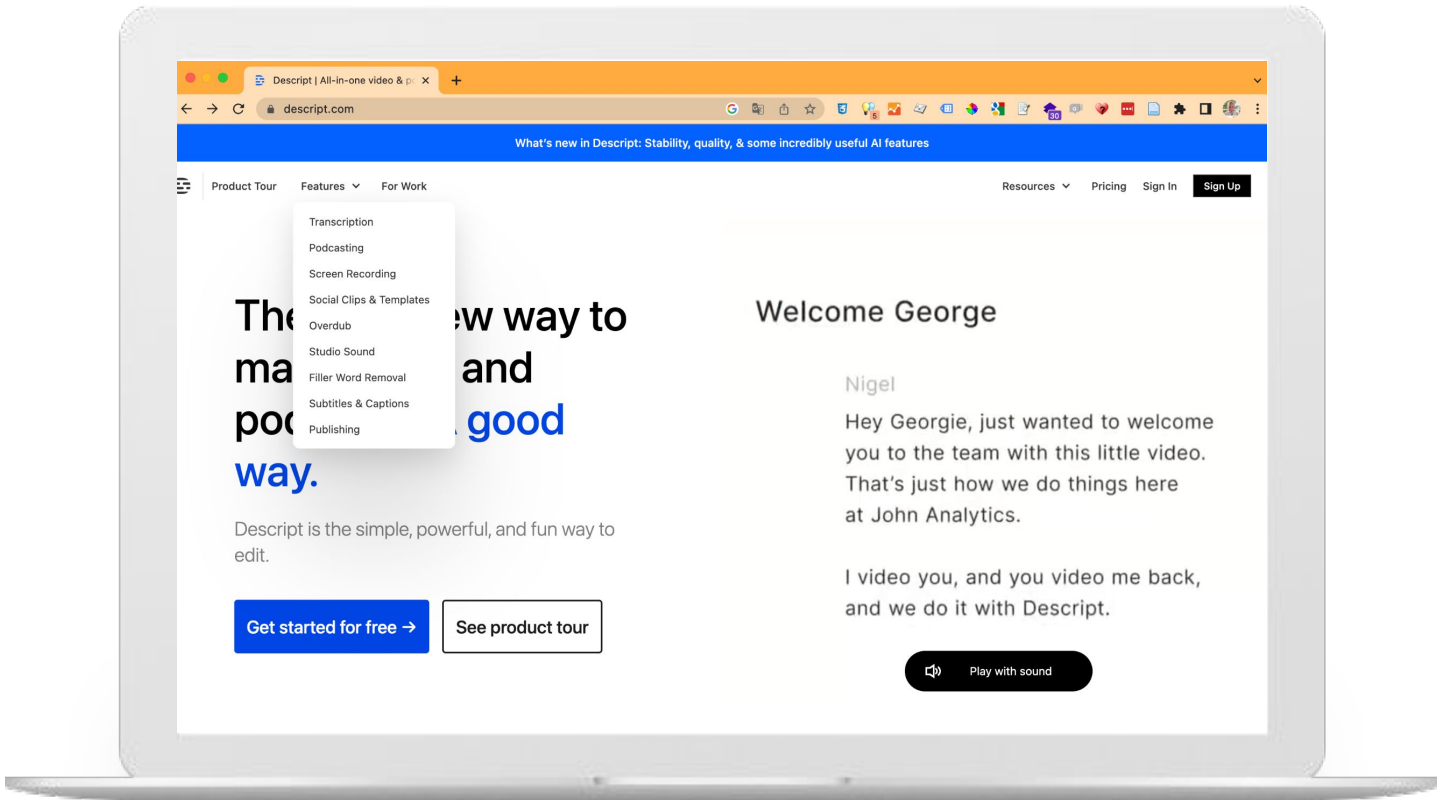 Descript | All-in-one video & po
descript.com
5
30
What's new in Descript: Stability, quality, & some incredibly useful AI features
Product Tour Features For Work Resources Pricing Sign In Sign Up
Transcription
Podcasting
Screen Recording
Social Clips & Templates
Overdub
Studio Sound
Filler Word Removal
Subtitles & Captions
Publishing
way to
and
good
way.
Descript is the simple, powerful, and fun way to
edit.
Get started for free → See product tour
Welcome George
Nigel
Hey Georgie, just wanted to welcome
you to the team with this little video.
That's just how we do things here
at John Analytics.
I video you, and you video me back,
and we do it with Descript.
Play with sound